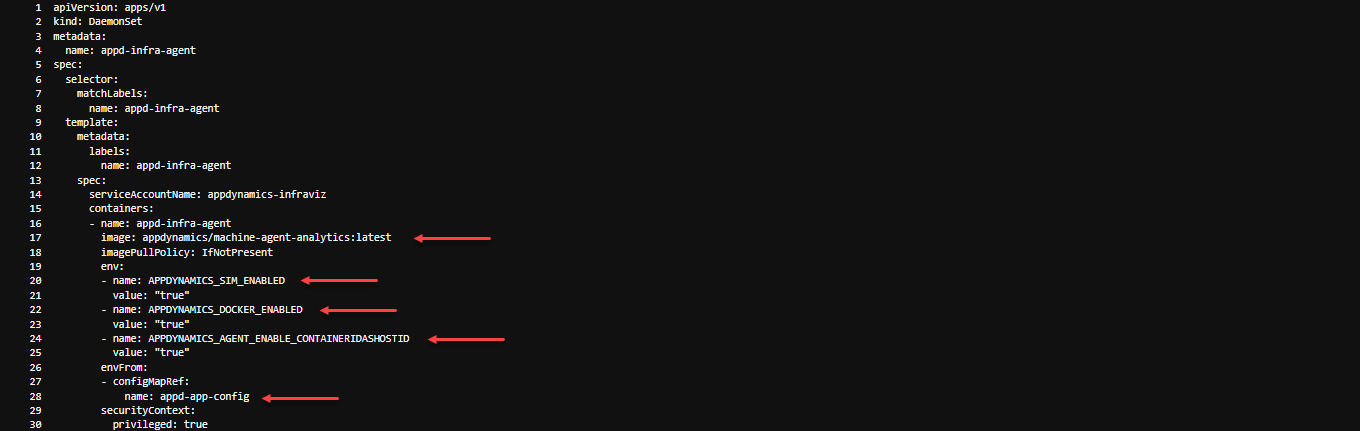 1 apiVersion: apps/v1
2 kind: DaemonSet
3 metadata:
4   name: appd-infra-agent
5 spec:
6   selector:
7     matchLabels:
8       name: appd-infra-agent
9   template:
10     metadata:
11       labels:
12         name: appd-infra-agent
13     spec:
14       serviceAccountName: appdynamics-infraviz
15       containers:
16       - name: appd-infra-agent
17         image: appdynamics/machine-agent-analytics:latest
18         imagePullPolicy: IfNotPresent
19         env:
20         - name: APPDYNAMICS_SIM_ENABLED
21           value: "true"
22         - name: APPDYNAMICS_DOCKER_ENABLED
23           value: "true"
24         - name: APPDYNAMICS_AGENT_ENABLE_CONTAINERIDASHOSTID
25           value: "true"
26         envFrom:
27         - configMapRef:
28             name: appd-app-config
29         securityContext:
30           privileged: true